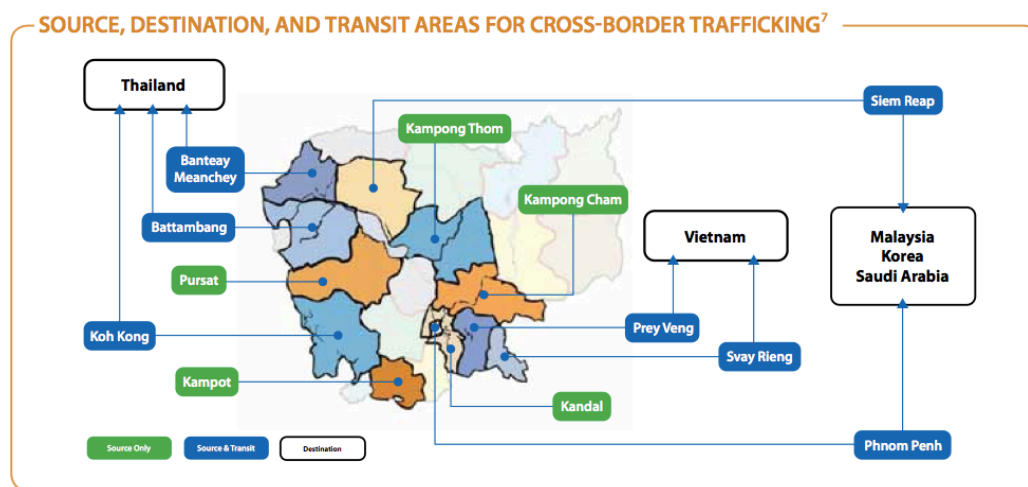 SOURCE, DESTINATION, AND TRANSIT AREAS FOR CROSS-BORDER TRAFFICKING7
Thailand
Siem Reap
Kampong Thom
Banteay
Meanchey
Kampong Cham
Battambang
Vietnam
Malaysia
Korea
Saudi Arabia
Pursat
Koh Kong
Prey Veng
Svay Rieng
Kampot
Kandal
Source Only
Source & Transit
Destination
Phnom Penh